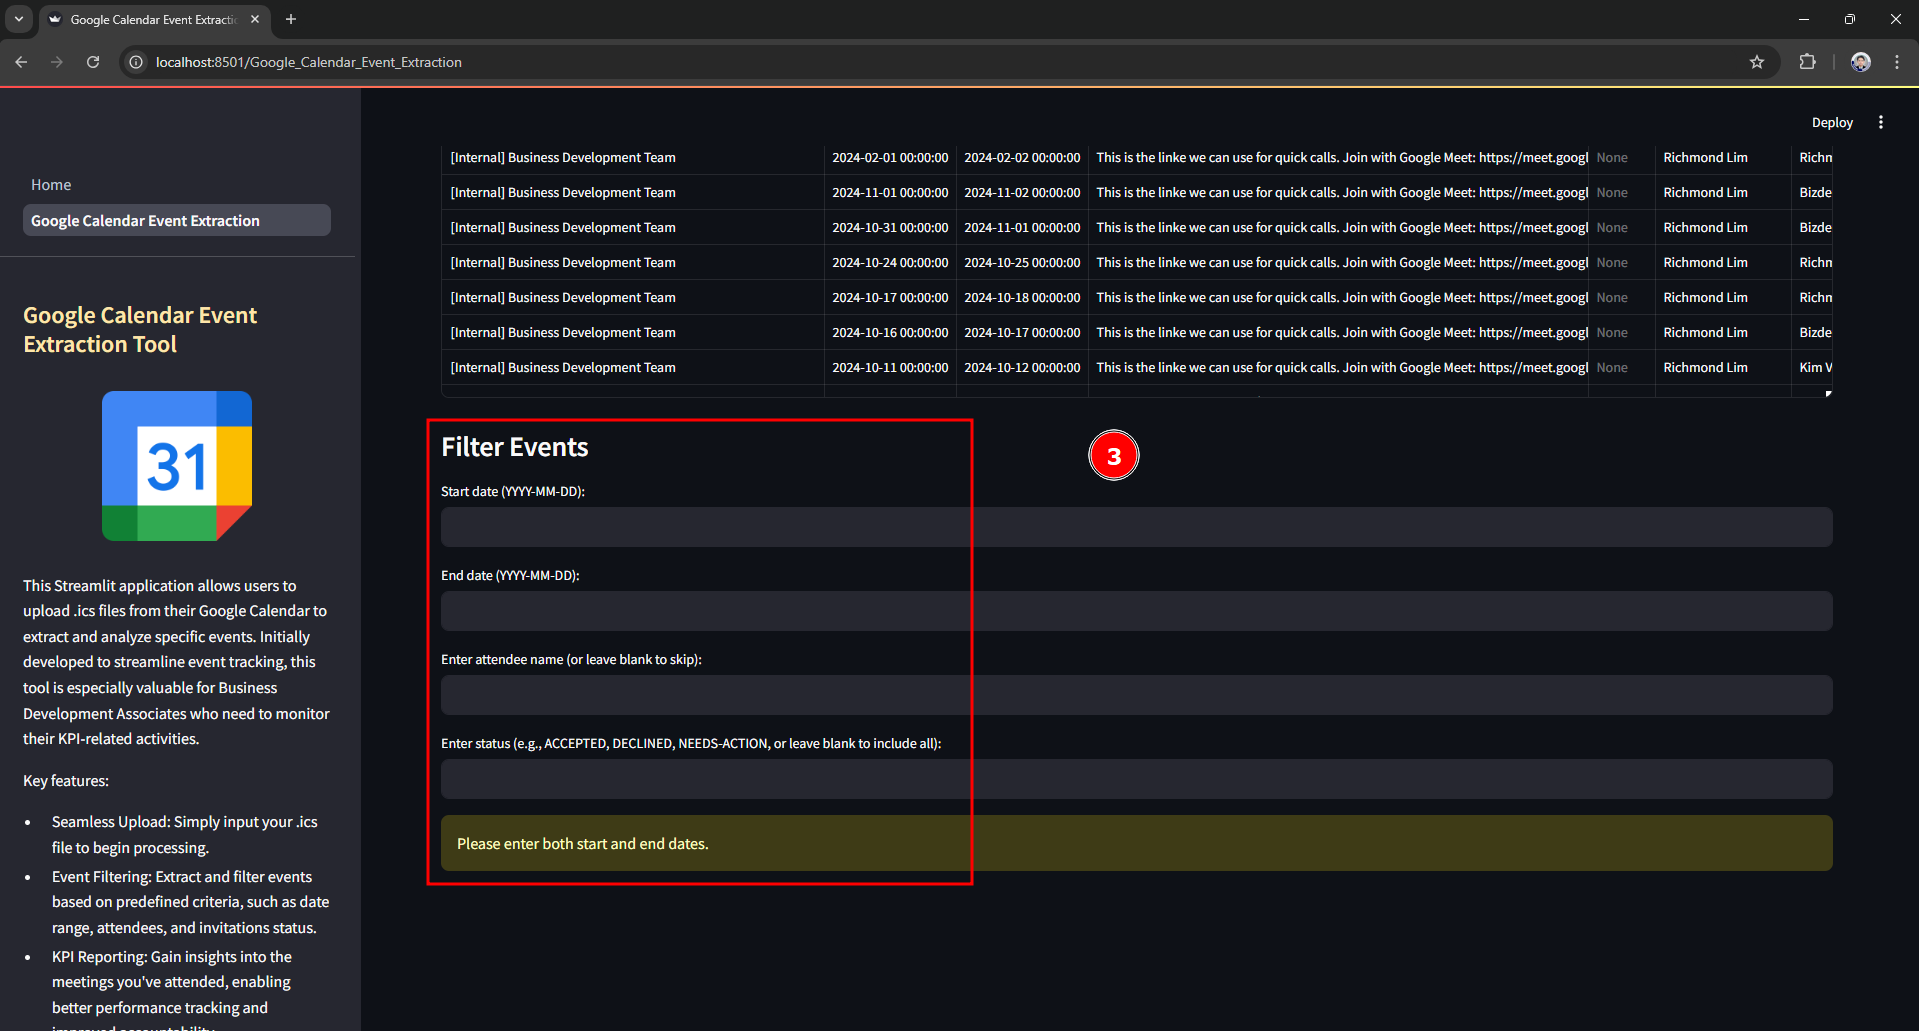 Google Calendar Event Extractio
localhost:8501/Google_Calendar_Event_Extraction
Deploy
Home
Google Calendar Event Extraction
Google Calendar Event
Extraction Tool
31
This Streamlit application allows users to
upload .ics files from their Google Calendar to
extract and analyze specific events. Initially
developed to streamline event tracking, this
tool is especially valuable for Business
Development Associates who need to monitor
their KPI-related activities.
Key features:
• Seamless Upload: Simply input your .ics
file to begin processing.
• Event Filtering: Extract and filter events
based on predefined criteria, such as date
range, attendees, and invitations status.
• KPI Reporting: Gain insights into the
meetings you've attended, enabling
better performance tracking and
improved accountability.
[Internal] Business Development Team 2024-02-01 00:00:00 2024-02-02 00:00:00 This is the linke we can use for quick calls. Join with Google Meet: https://meet.googl None Richmond Lim Richm
[Internal] Business Development Team 2024-11-01 00:00:00 2024-11-02 00:00:00 This is the linke we can use for quick calls. Join with Google Meet: https://meet.googl None Richmond Lim Bizde
[Internal] Business Development Team 2024-10-31 00:00:00 2024-11-01 00:00:00 This is the linke we can use for quick calls. Join with Google Meet: https://meet.googl None Richmond Lim Bizde
[Internal] Business Development Team 2024-10-24 00:00:00 2024-10-25 00:00:00 This is the linke we can use for quick calls. Join with Google Meet: https://meet.googl None Richmond Lim Richm
[Internal] Business Development Team 2024-10-17 00:00:00 2024-10-18 00:00:00 This is the linke we can use for quick calls. Join with Google Meet: https://meet.googl None Richmond Lim Richm
[Internal] Business Development Team 2024-10-16 00:00:00 2024-10-17 00:00:00 This is the linke we can use for quick calls. Join with Google Meet: https://meet.googl None Richmond Lim Bizde
[Internal] Business Development Team 2024-10-11 00:00:00 2024-10-12 00:00:00 This is the linke we can use for quick calls. Join with Google Meet: https://meet.googl None Richmond Lim Kim V
Filter Events
3
Start date (YYYY-MM-DD):
End date (YYYY-MM-DD):
Enter attendee name (or leave blank to skip):
Enter status (e.g., ACCEPTED, DECLINED, NEEDS-ACTION, or leave blank to include all):
Please enter both start and end dates.